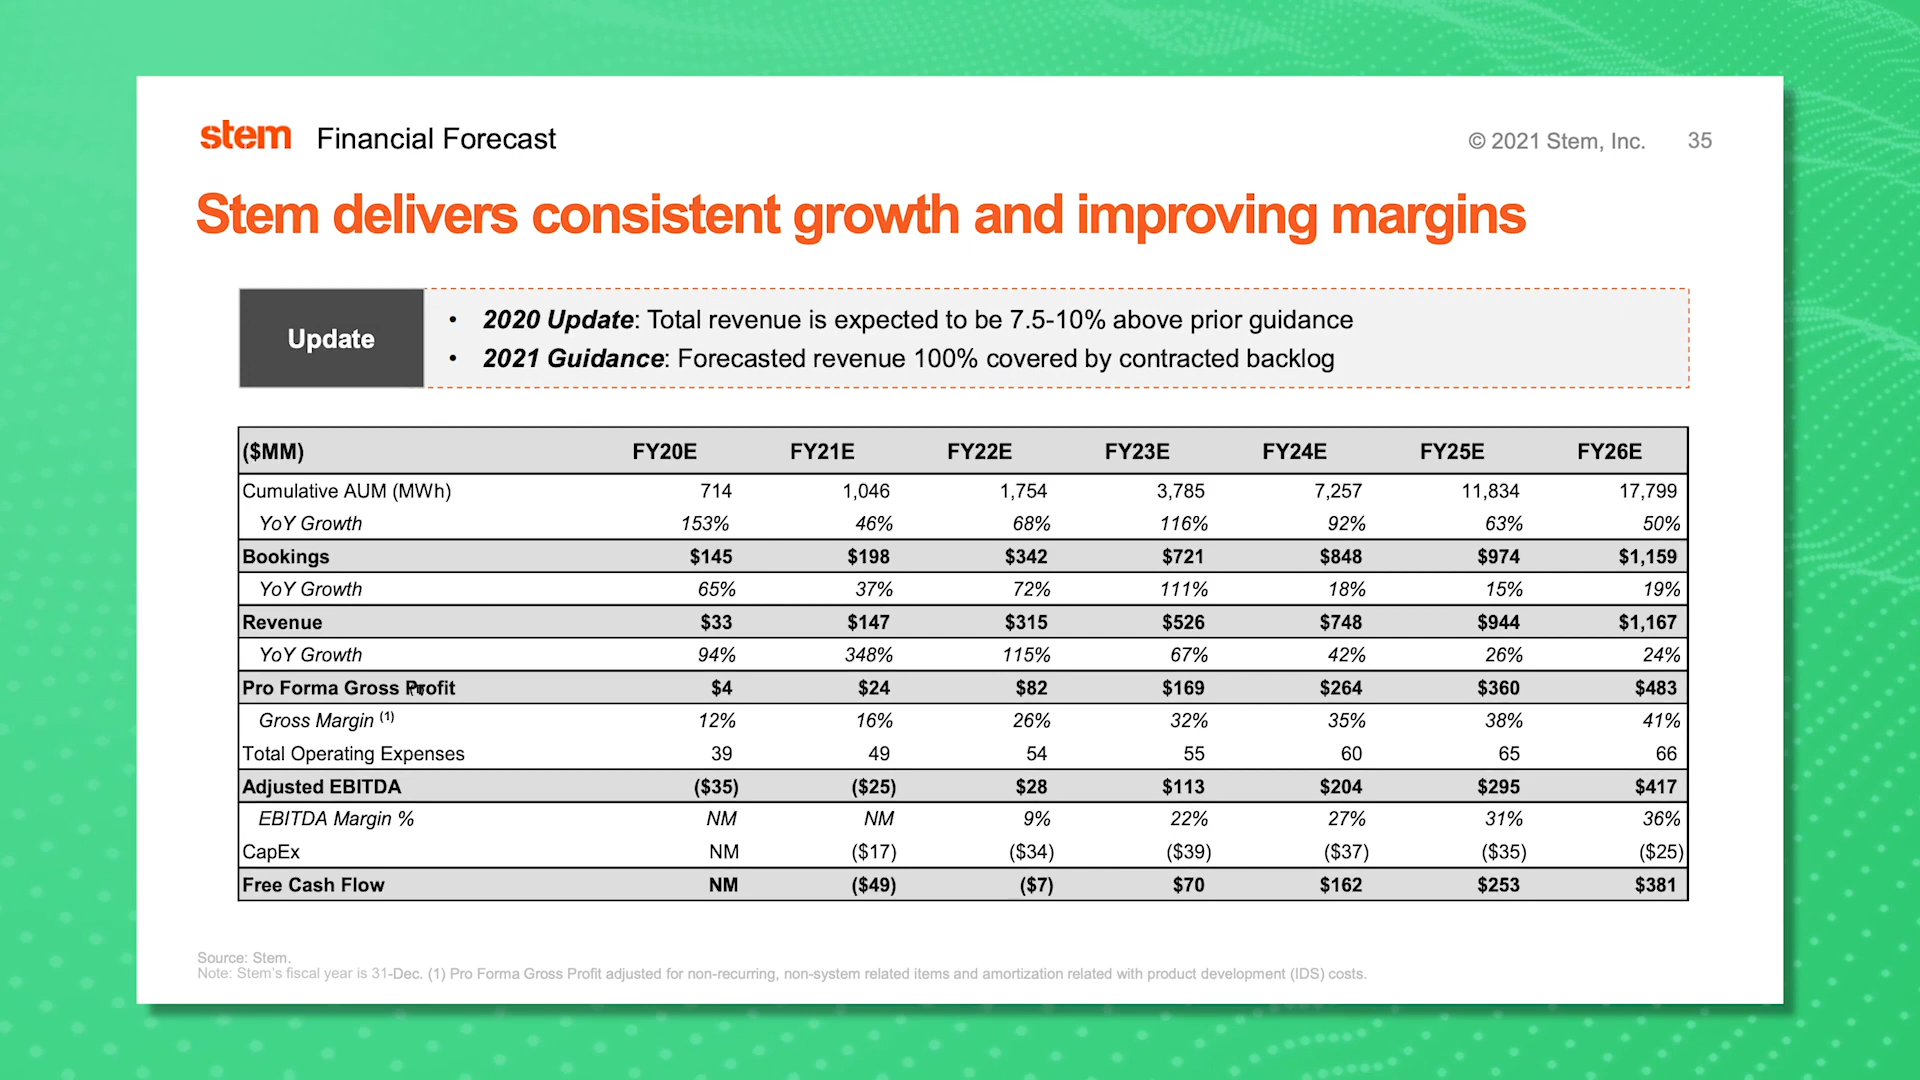 stem Financial Forecast © 2021 Stem, Inc. 35
Stem delivers consistent growth and improving margins
Update
• 2020 Update: Total revenue is expected to be 7.5-10% above prior guidance
• 2021 Guidance: Forecasted revenue 100% covered by contracted backlog
($MM) FY20E FY21E FY22E FY23E FY24E FY25E FY26E
Cumulative AUM (MWh) 714 1,046 1,754 3,785 7,257 11,834 17,799
YoY Growth 153% 46% 68% 116% 92% 63% 50%
Bookings $145 $198 $342 $721 $848 $974 $1,159
YoY Growth 65% 37% 72% 111% 18% 15% 19%
Revenue $33 $147 $315 $526 $748 $944 $1,167
YoY Growth 94% 348% 115% 67% 42% 26% 24%
Pro Forma Gross Profit $4 $24 $82 $169 $264 $360 $483
Gross Margin (1) 12% 16% 26% 32% 35% 38% 41%
Total Operating Expenses 39 49 54 55 60 65 66
Adjusted EBITDA ($35) ($25) $28 $113 $204 $295 $417
EBITDA Margin % NM NM 9% 22% 27% 31% 36%
CapEx NM ($17) ($34) ($39) ($37) ($35) ($25)
Free Cash Flow NM ($49) ($7) $70 $162 $253 $381
Source: Stem.
Note: Stem's fiscal year is 31-Dec. (1) Pro Forma Gross Profit adjusted for non-recurring, non-system related items and amortization related with product development (IDS) costs.